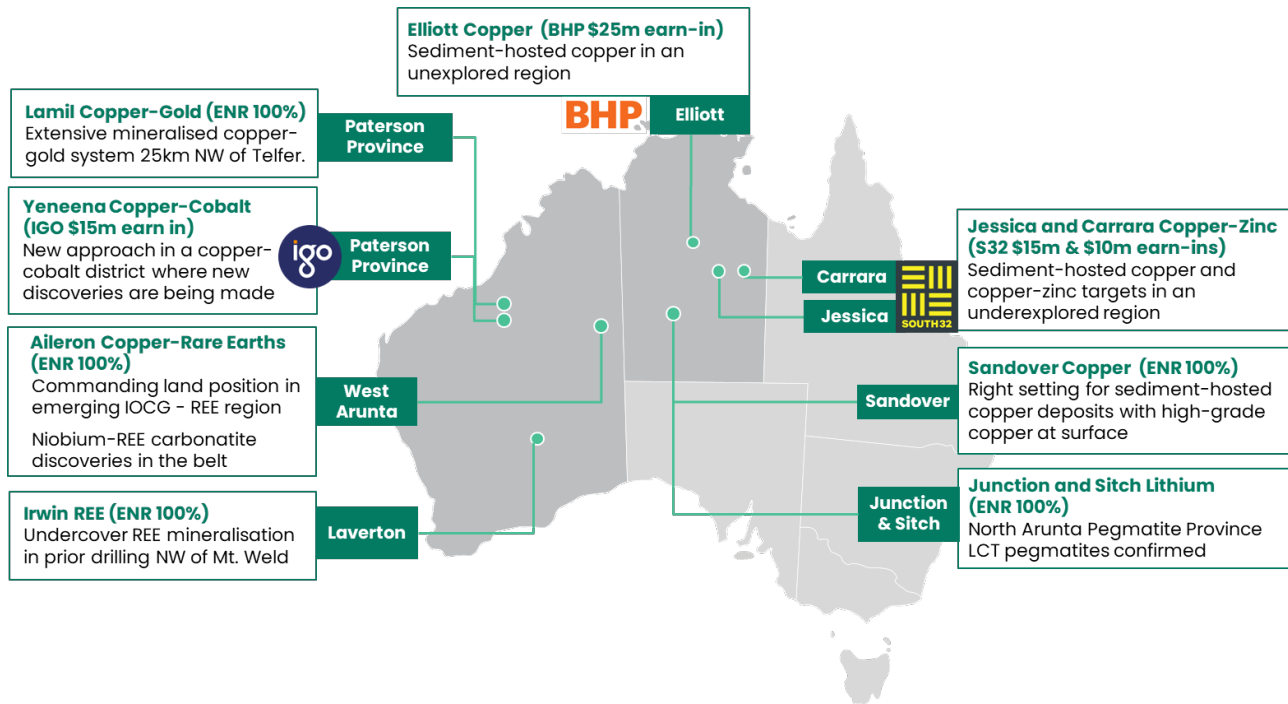 Elliott Copper (BHP $25m earn-in)
Sediment-hosted copper in an
unexplored region
BHP
Elliott
Lamil Copper-Gold (ENR 100%)
Extensive mineralised copper-
gold system 25km NW of Telfer.
Paterson
Province
Yeneena Copper-Cobalt
(IGO $15m earn in)
New approach in a copper-
cobalt district where new
discoveries are being made
igo
Paterson
Province
Aileron Copper-Rare Earths
(ENR 100%)
Commanding land position in
emerging IOCG - REE region
Niobium-REE carbonatite
discoveries in the belt
West
Arunta
Irwin REE (ENR 100%)
Undercover REE mineralisation
in prior drilling NW of Mt. Weld
Laverton
Carrara
Jessica
SOUTH32
Jessica and Carrara Copper-Zinc
(S32 $15m & $10m earn-ins)
Sediment-hosted copper and
copper-zinc targets in an
underexplored region
Sandover
Sandover Copper (ENR 100%)
Right setting for sediment-hosted
copper deposits with high-grade
copper at surface
Junction
& Sitch
Junction and Sitch Lithium
(ENR 100%)
North Arunta Pegmatite Province
LCT pegmatites confirmed